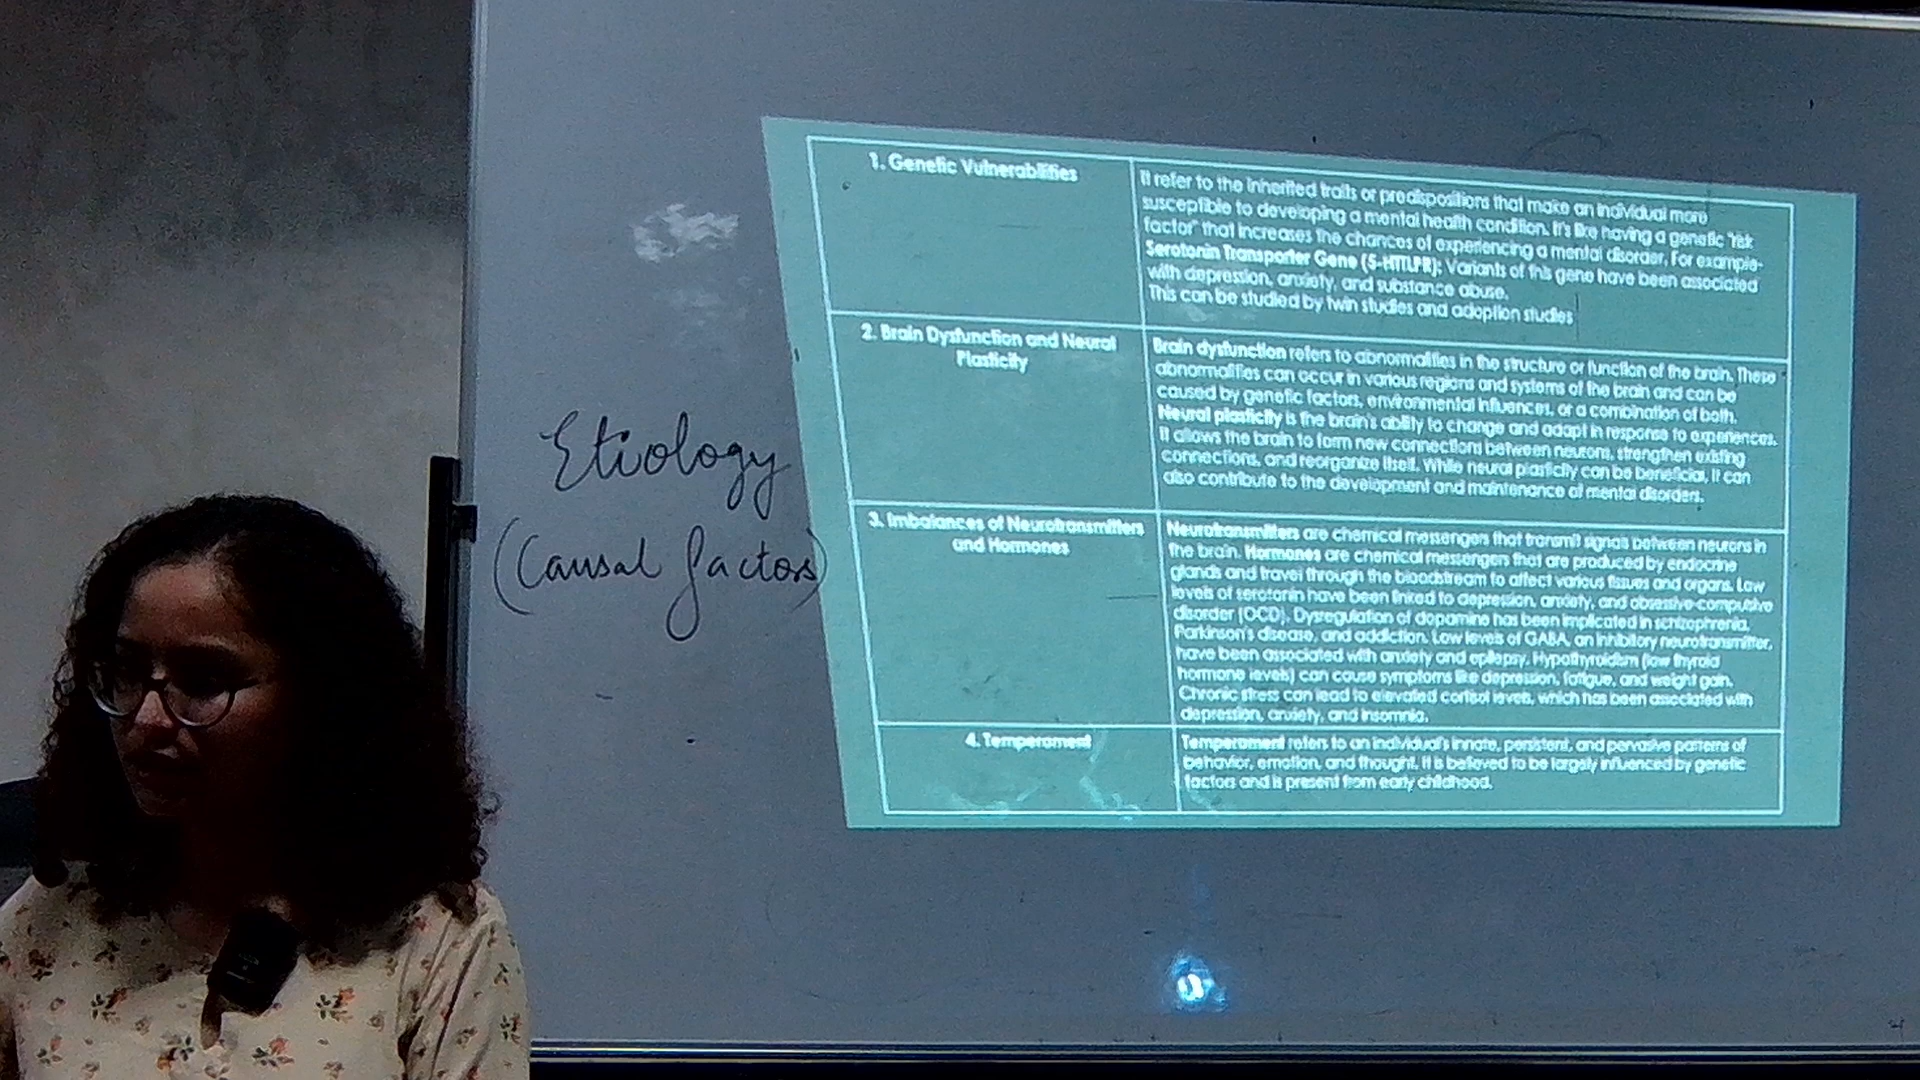 Etiology
(Causal factors)
1. Genetic Vulnerabilities
It refer to the inherited traits or predispositions that make an individual more
susceptible to developing a mental health condition. It's like having a genetic "risk
factor" that increases the chances of experiencing a mental disorder. For example-
Serotonin Transporter Gene (5-HTTLPR): Variants of this gene have been associated
with depression, anxiety, and substance abuse.
This can be studied by twin studies and adoption studies
2. Brain Dysfunction and Neural
Plasticity
Brain dysfunction refers to abnormalities in the structure or function of the brain. These
abnormalities can occur in various regions and systems of the brain and can be
caused by genetic factors, environmental influences, or a combination of both.
Neural plasticity is the brain's ability to change and adapt in response to experiences.
It allows the brain to form new connections between neurons, strengthen existing
connections, and reorganize itself. While neural plasticity can be beneficial, it can
also contribute to the development and maintenance of mental disorders.
3. Imbalances of Neurotransmitters
and Hormones
Neurotransmitters are chemical messengers that transmit signals between neurons in
the brain. Hormones are chemical messengers that are produced by endocrine
glands and travel through the bloodstream to affect various tissues and organs. Low
levels of serotonin have been linked to depression, anxiety, and obsessive-compulsive
disorder (OCD). Dysregulation of dopamine has been implicated in schizophrenia,
Parkinson's disease, and addiction. Low levels of GABA, an inhibitory neurotransmitter,
have been associated with anxiety and epilepsy. Hypothyroidism (low thyroid
hormone levels) can cause symptoms like depression, fatigue, and weight gain.
Chronic stress can lead to elevated cortisol levels, which has been associated with
depression, anxiety, and insomnia.
4. Temperament
Temperament refers to an individual's innate, persistent, and pervasive patterns of
behavior, emotion, and thought. It is believed to be largely influenced by genetic
factors and is present from early childhood.